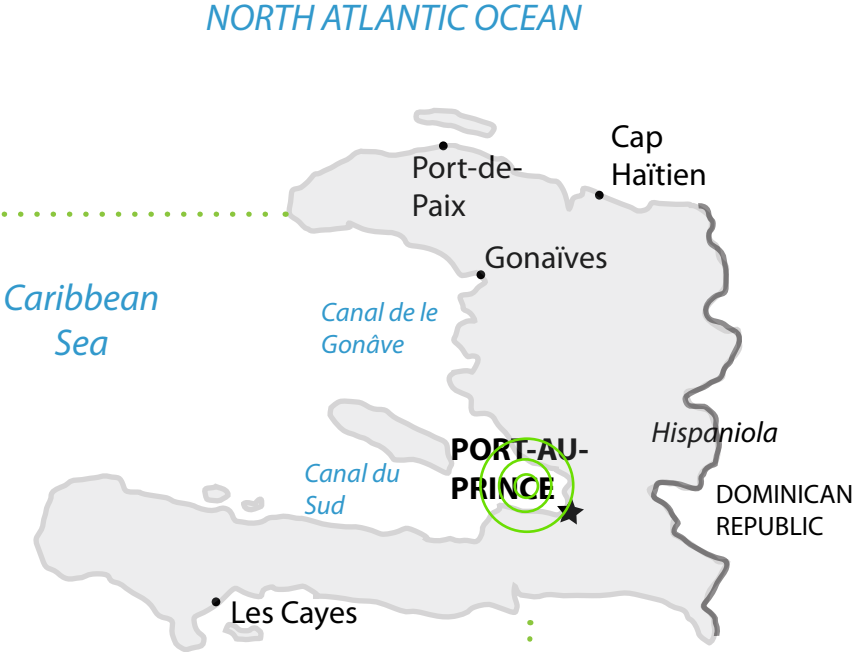 NORTH ATLANTIC OCEAN
Cap
Haïtien
Port-de-
Paix
Gonaïves
Caribbean
Sea
Canal de le
Gonâve
Hispaniola
PORT-AU-
PRINCE
Canal du
Sud
DOMINICAN
REPUBLIC
Les Cayes